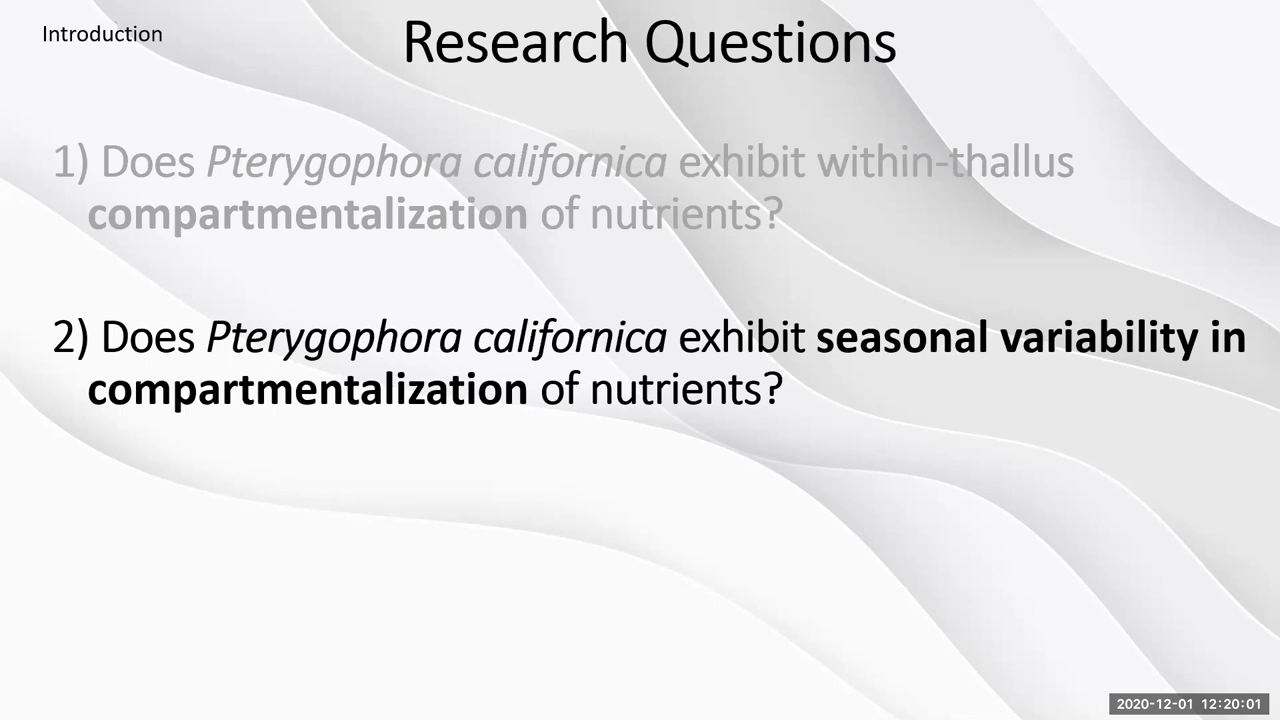 Introduction
Research Questions
1) Does Pterygophora californica exhibit within-thallus
compartmentalization of nutrients?
2) Does Pterygophora californica exhibit seasonal variability in
compartmentalization of nutrients?
2020-12-01 12:20:01